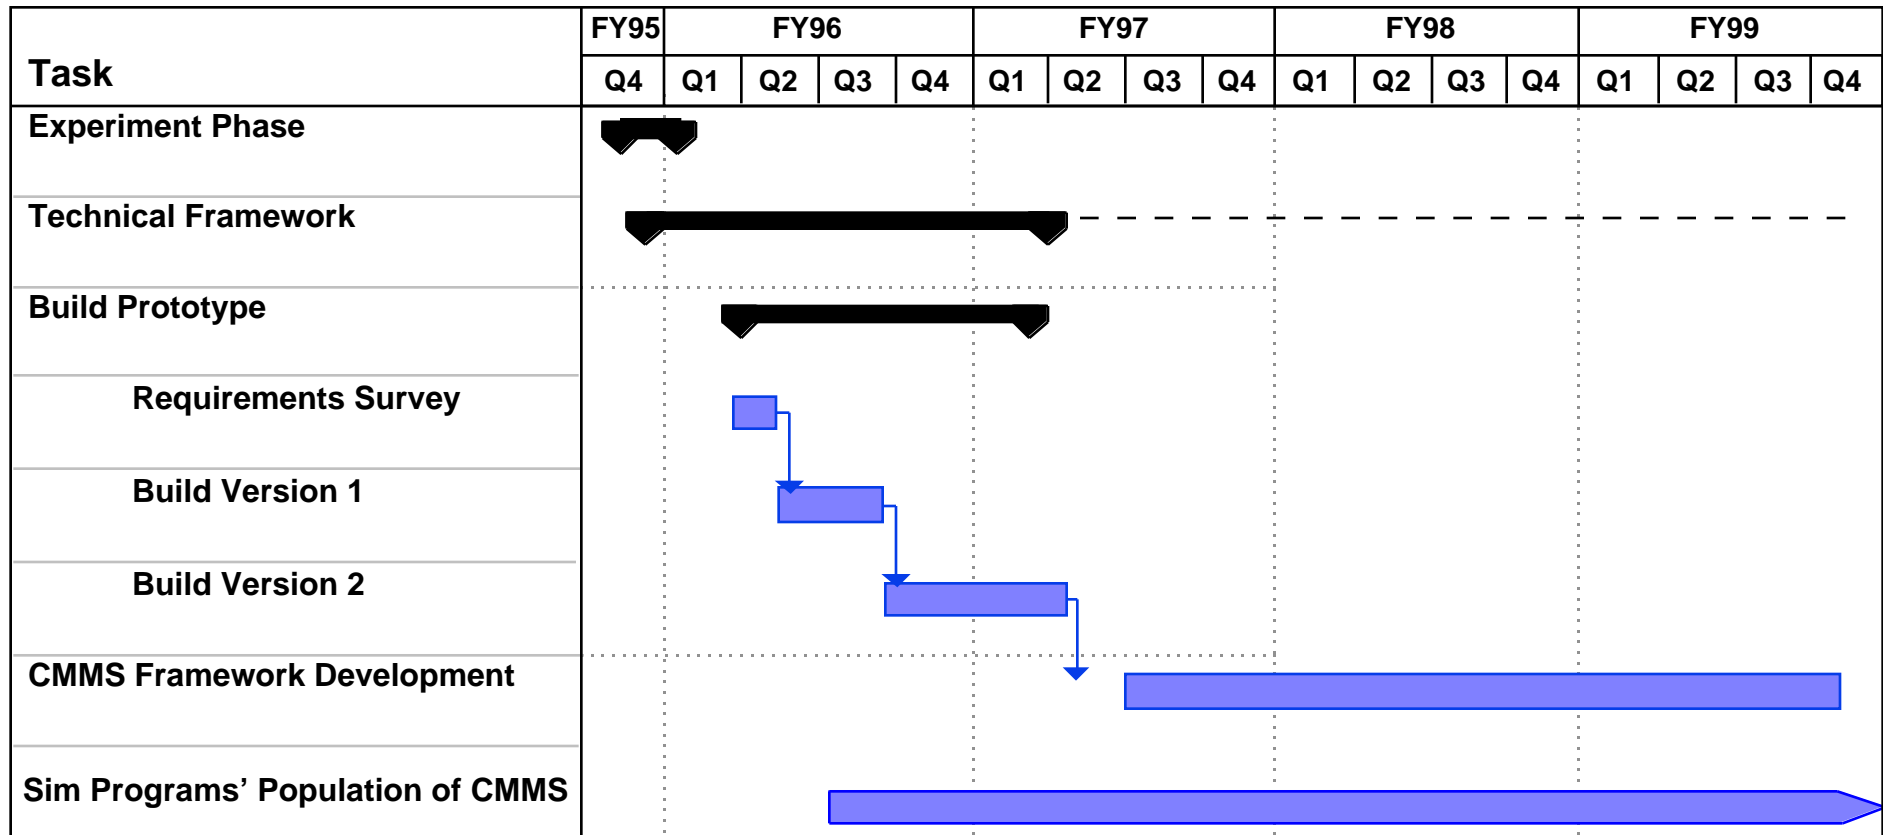 FY95 FY96 FY97 FY98 FY99
Task
Q4 Q1 Q2 Q3 Q4 Q1 Q2 Q3 Q4 Q1 Q2 Q3 Q4 Q1 Q2 Q3 Q4
Experiment Phase
Technical Framework
Build Prototype
Requirements Survey
Build Version 1
Build Version 2
CMMS Framework Development
Sim Programs’ Population of CMMS